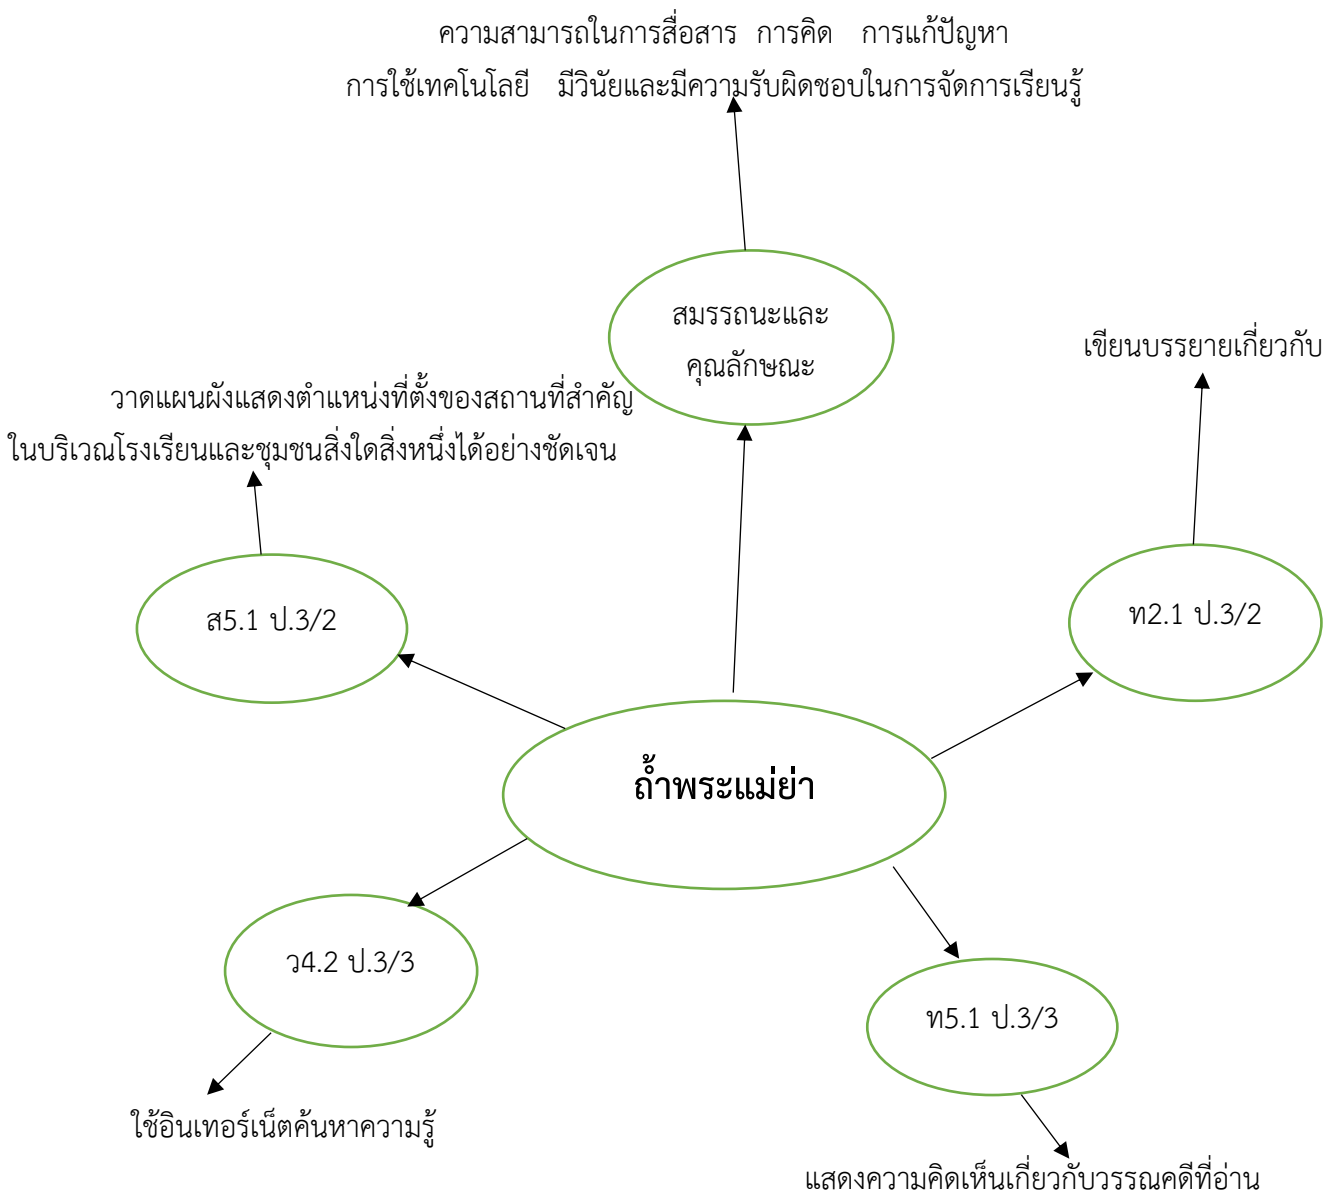 ความสามารถในการสื่อสาร การคิด การแก้ปัญหา
การใช้เทคโนโลยี มีวินัยและมีความรับผิดชอบในการจัดการเรียนรู้
สมรรถนะและ
คุณลักษณะ
เขียนบรรยายเกี่ยวกับ
วาดแผนผังแสดงตำแหน่งที่ตั้งของสถานที่สำคัญ
ในบริเวณโรงเรียนและชุมชนสิ่งใดสิ่งหนึ่งได้อย่างชัดเจน
ส5.1 ป.3/2
ท2.1 ป.3/2
ถ้ำพระแม่ย่า
ว4.2 ป.3/3
ท5.1 ป.3/3
ใช้อินเทอร์เน็ตค้นหาความรู้
แสดงความคิดเห็นเกี่ยวกับวรรณคดีที่อ่าน